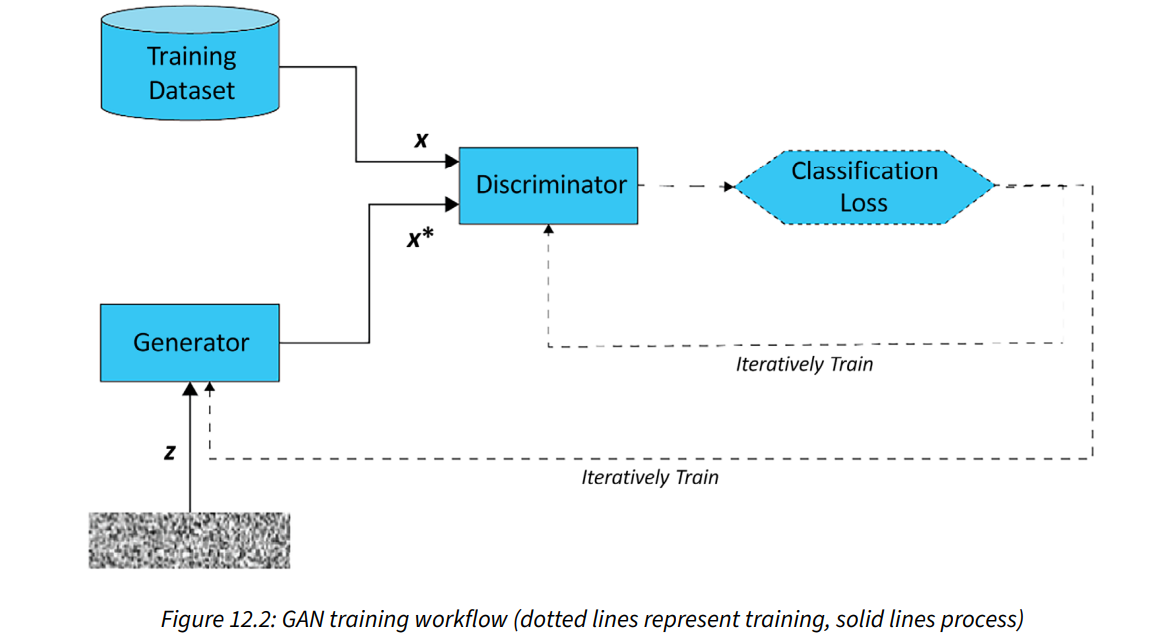 Training
Dataset
x
Discriminator
Classification
Loss
x*
Generator
Iteratively Train
z
Iteratively Train
Figure 12.2: GAN training workflow (dotted lines represent training, solid lines process)